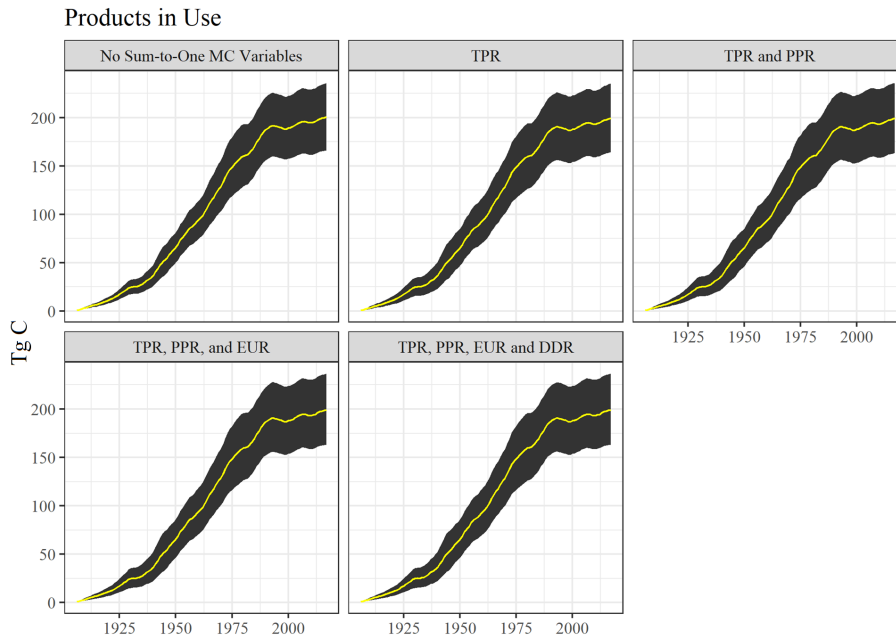 Products in Use
No Sum-to-One MC Variables
TPR
TPR and PPR
200
150
100
50
0
1925 1950 1975 2000
Tg C
TPR, PPR, and EUR
TPR, PPR, EUR and DDR
200
150
100
50
0
1925 1950 1975 2000
1925 1950 1975 2000